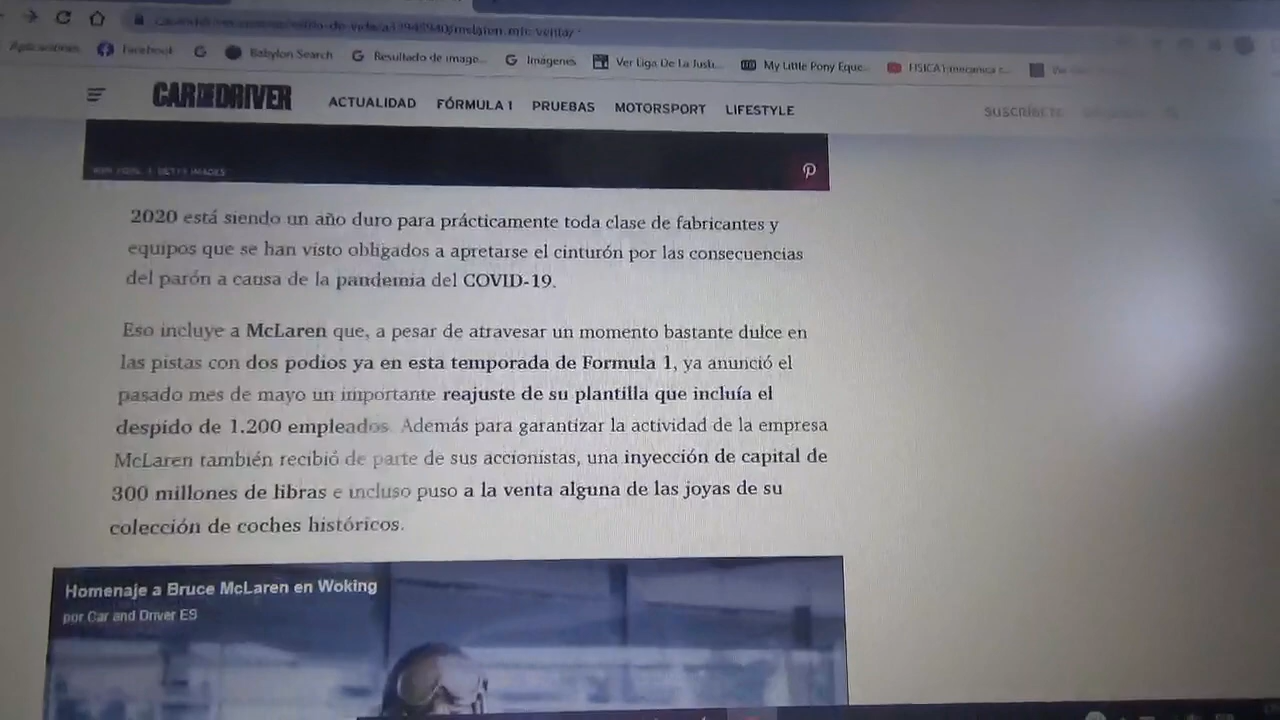 Aplicaciones Facebook Babylon Search Resultado de image... Imágenes Ver Liga De La Justi... My Little Pony Eque...
CAR AND DRIVER ACTUALIDAD FÓRMULA 1 PRUEBAS MOTORSPORT LIFESTYLE SUSCRÍBETE
GETTY IMAGES
2020 está siendo un año duro para prácticamente toda clase de fabricantes y
equipos que se han visto obligados a apretarse el cinturón por las consecuencias
del parón a causa de la pandemia del COVID-19.
Eso incluye a McLaren que, a pesar de atravesar un momento bastante dulce en
las pistas con dos podios ya en esta temporada de Formula 1, ya anunció el
pasado mes de mayo un importante reajuste de su plantilla que incluía el
despido de 1.200 empleados. Además para garantizar la actividad de la empresa
McLaren también recibió de parte de sus accionistas, una inyección de capital de
300 millones de libras e incluso puso a la venta alguna de las joyas de su
colección de coches históricos.
Homenaje a Bruce McLaren en Woking
por Car and Driver ES